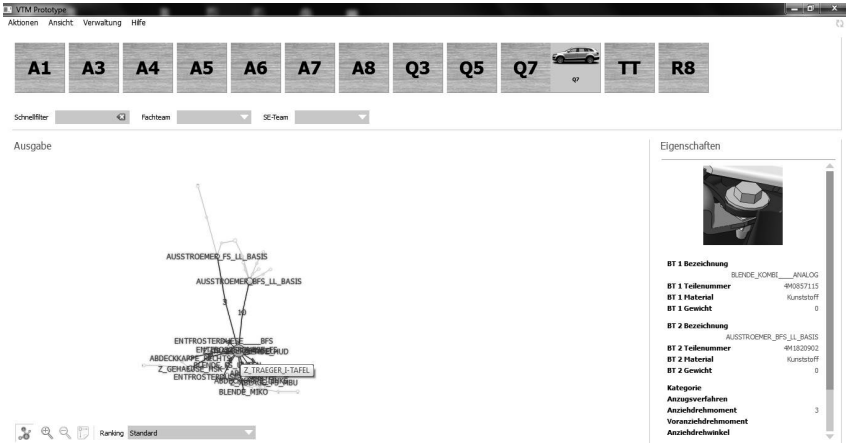 VTM Prototype
Aktionen Ansicht Verwaltung Hilfe
A1 A3 A4 A5 A6 A7 A8 Q3 Q5 Q7 Q7 TT R8
Schnellfilter Fachteam SE-Team
Ausgabe
Eigenschaften
AUSSTROEMER_FS_LL_BASIS
AUSSTROEMER_BFS_LL_BASIS
3
10
ENTFROSTERDUESE____BFS
ABDECKKAPPE_RECHTS
Z_TRAEGER_I-TAFEL
BLENDE_MIKO
Ranking Standard
BT 1 Bezeichnung
BLENDE_KOMBI____ANALOG
BT 1 Teilenummer 4M0857115
BT 1 Material Kunststoff
BT 1 Gewicht 0
BT 2 Bezeichnung
AUSSTROEMER_BFS_LL_BASIS
BT 2 Teilenummer 4M1820902
BT 2 Material Kunststoff
BT 2 Gewicht 0
Kategorie
Anzugsverfahren
Anziehdrehmoment 3
Voranziehdrehmoment
Anziehdrehwinkel